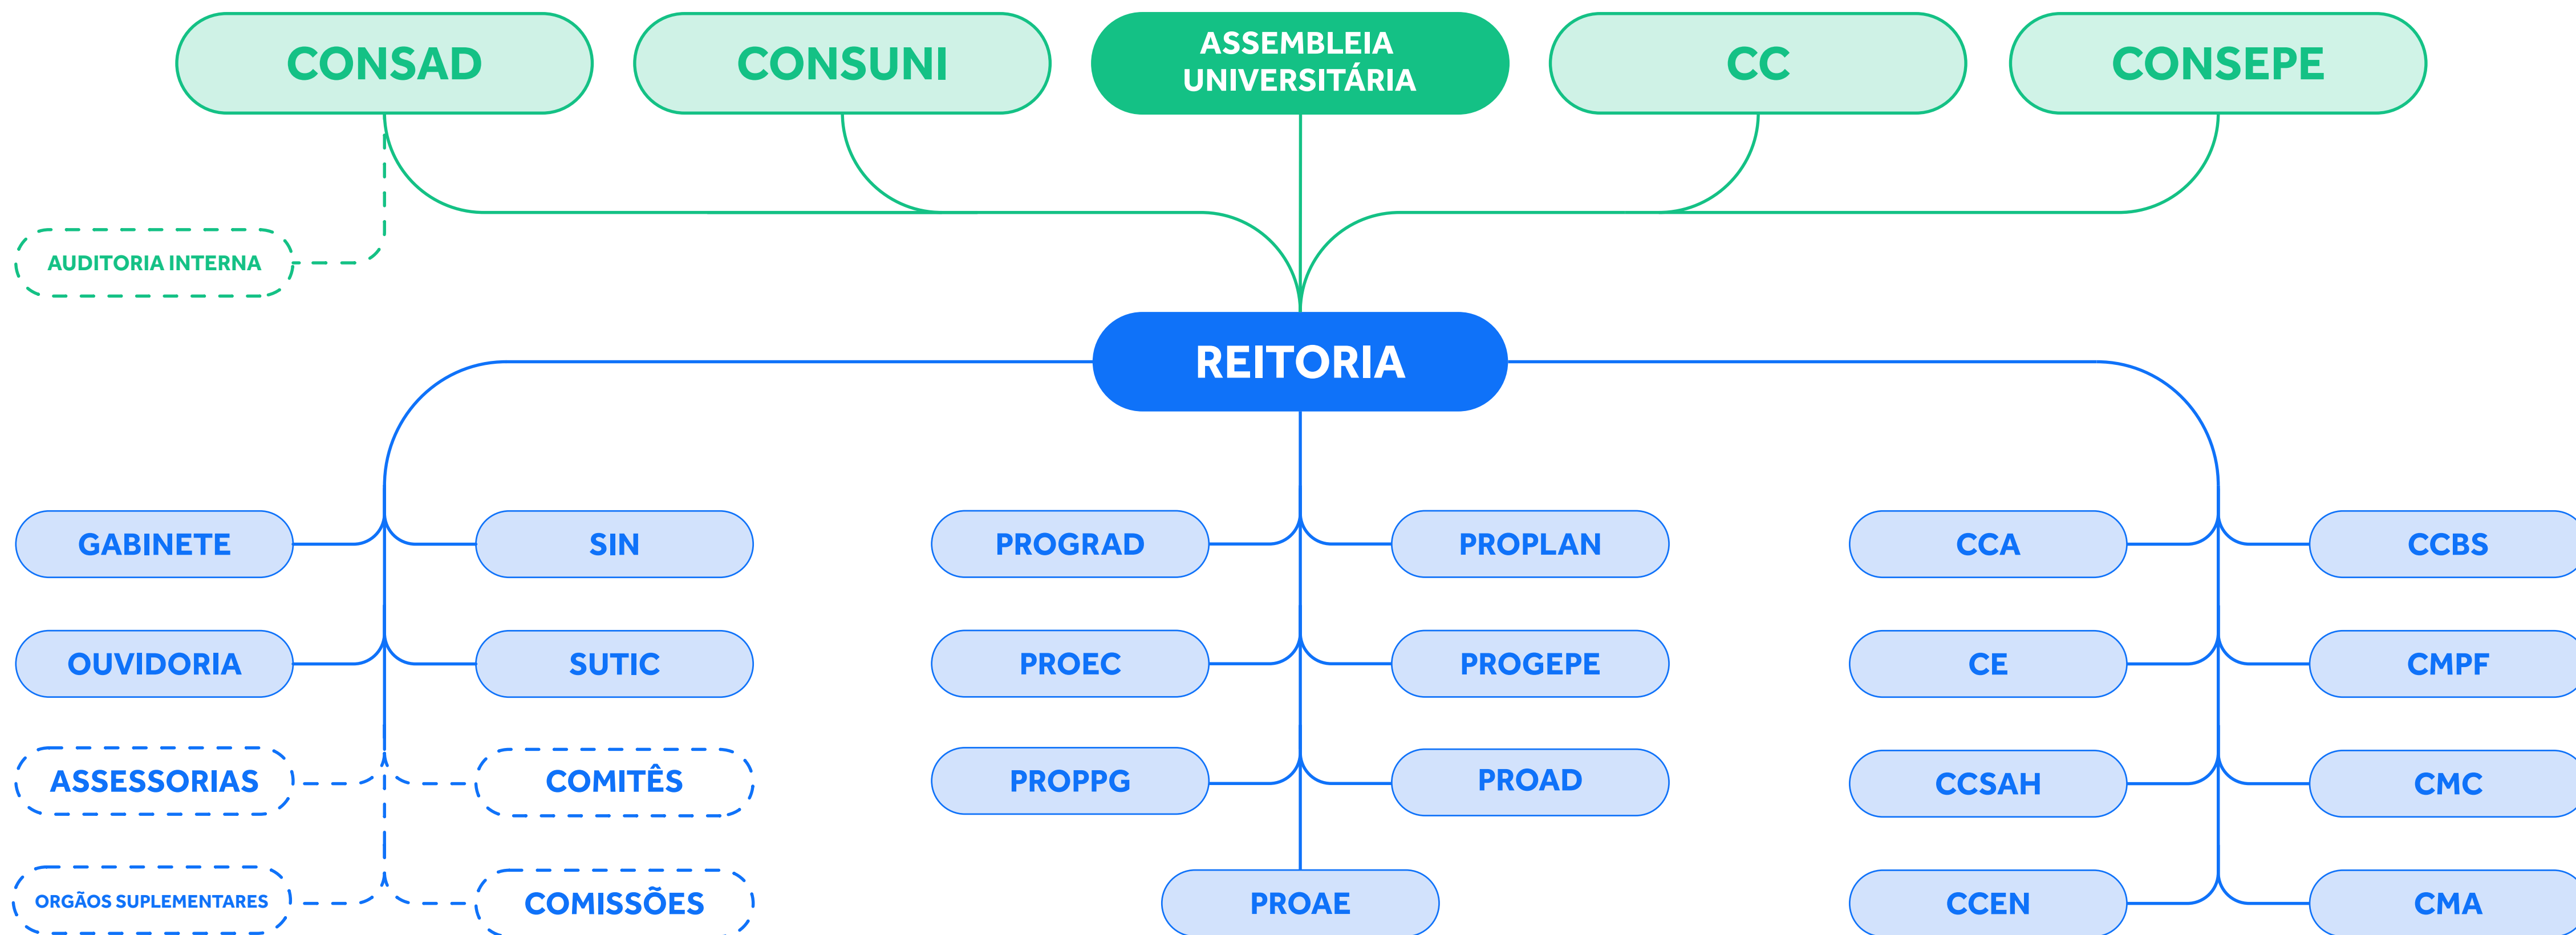 CONSAD
CONSUNI
ASSEMBLEIA
UNIVERSITÁRIA
CC
CONSEPE
AUDITORIA INTERNA
REITORIA
GABINETE
SIN
PROGRAD
PROPLAN
CCA
CCBS
OUVIDORIA
SUTIC
PROEC
PROGEPE
CE
CMPF
ASSESSORIAS
COMITÊS
PROPPG
PROAD
CCSAH
CMC
ORGÃOS SUPLEMENTARES
COMISSÕES
PROAE
CCEN
CMA